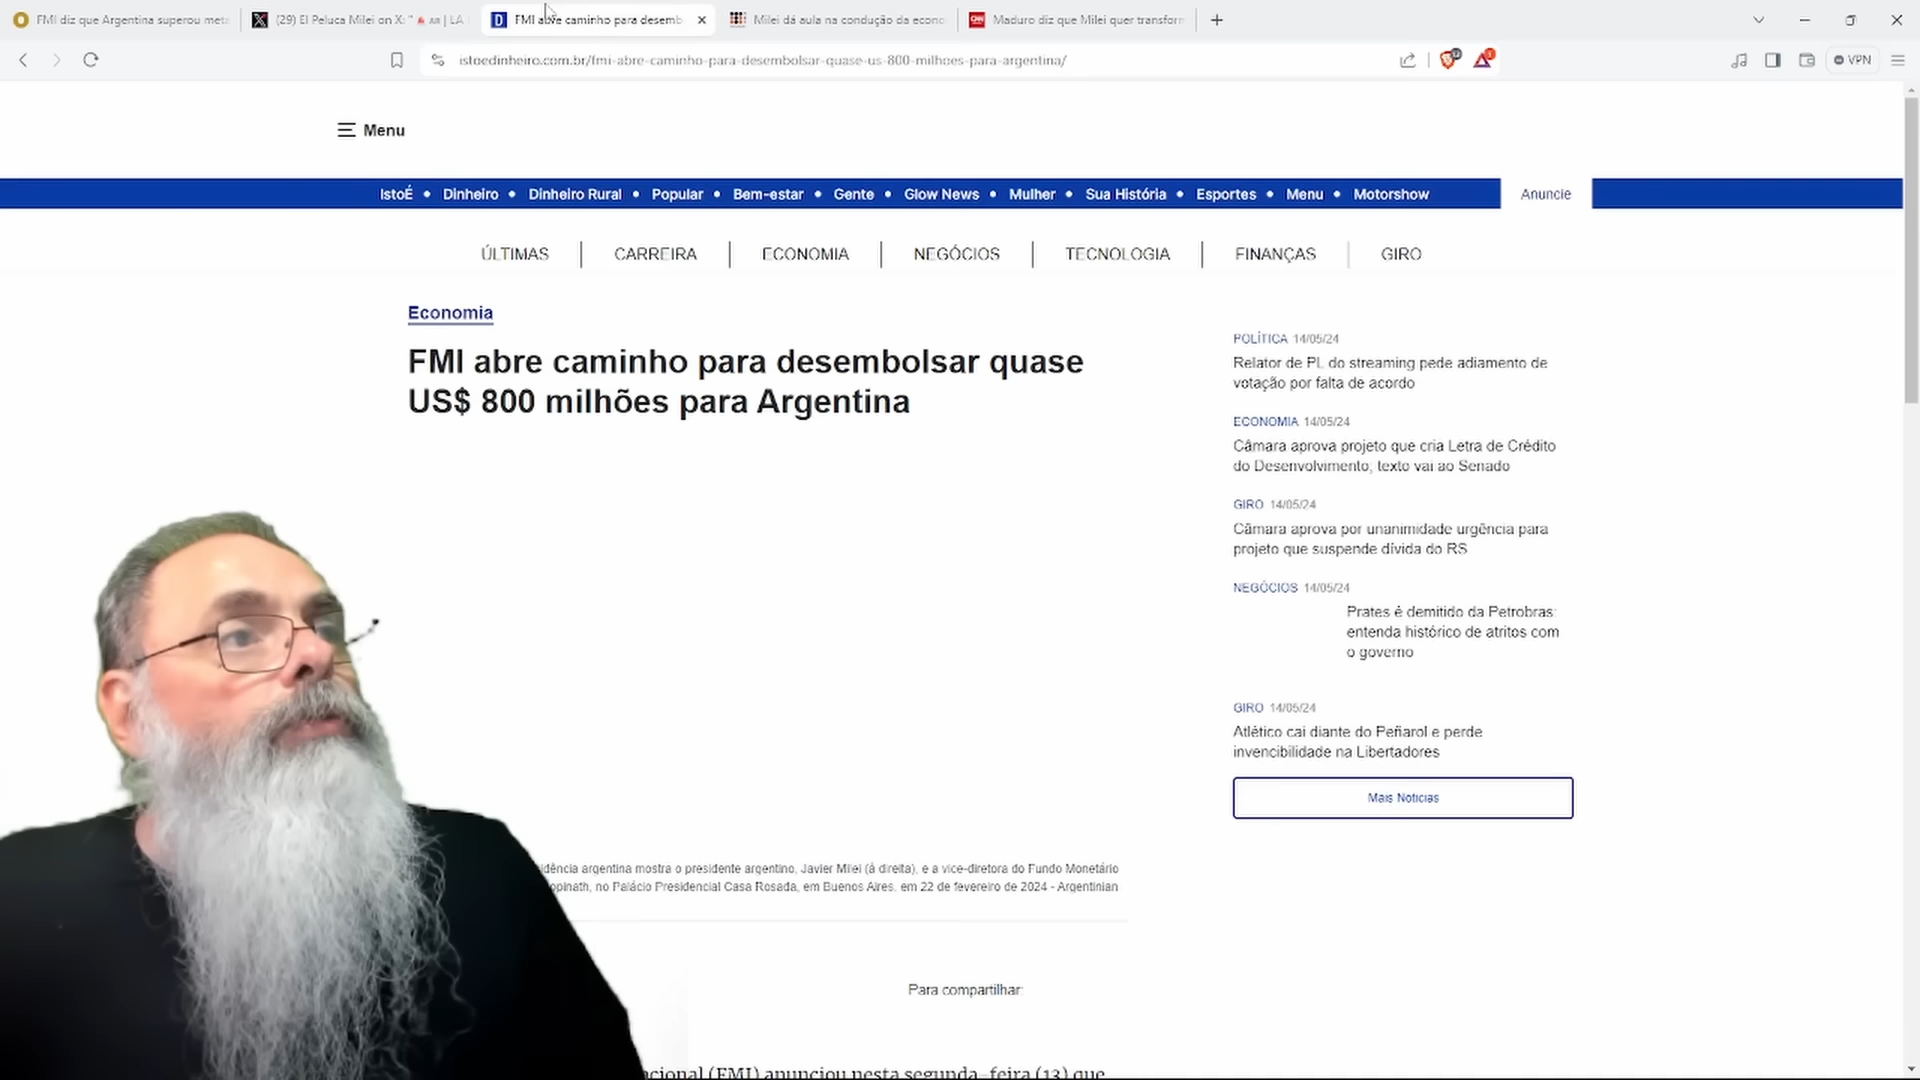 FMI diz que Argentina superou meta
(29) El Peluca Milei on X: "
LA
FMI abre caminho para desemb
Milei dá aula na condução da econo
Maduro diz que Milei quer transform
istoedinheiro.com.br/fmi-abre-caminho-para-desembolsar-quase-us-800-milhoes-para-argentina/
VPN
Menu
IstoÉ • Dinheiro • Dinheiro Rural • Popular • Bem-estar • Gente • Glow News • Mulher • Sua História • Esportes • Menu • Motorshow
Anuncie
ÚLTIMAS | CARREIRA | ECONOMIA | NEGÓCIOS | TECNOLOGIA | FINANÇAS | GIRO
Economia
FMI abre caminho para desembolsar quase
US$ 800 milhões para Argentina
dência argentina mostra o presidente argentino, Javier Milei (à direita), e a vice-diretora do Fundo Monetário
opinath, no Palácio Presidencial Casa Rosada, em Buenos Aires, em 22 de fevereiro de 2024 - Argentinian
Para compartilhar:
acional (FMI) anunciou nesta segunda-feira (13) que
POLÍTICA 14/05/24
Relator de PL do streaming pede adiamento de
votação por falta de acordo
ECONOMIA 14/05/24
Câmara aprova projeto que cria Letra de Crédito
do Desenvolvimento; texto vai ao Senado
GIRO 14/05/24
Câmara aprova por unanimidade urgência para
projeto que suspende dívida do RS
NEGÓCIOS 14/05/24
Prates é demitido da Petrobras:
entenda histórico de atritos com
o governo
GIRO 14/05/24
Atlético cai diante do Peñarol e perde
invencibilidade na Libertadores
Mais Notícias